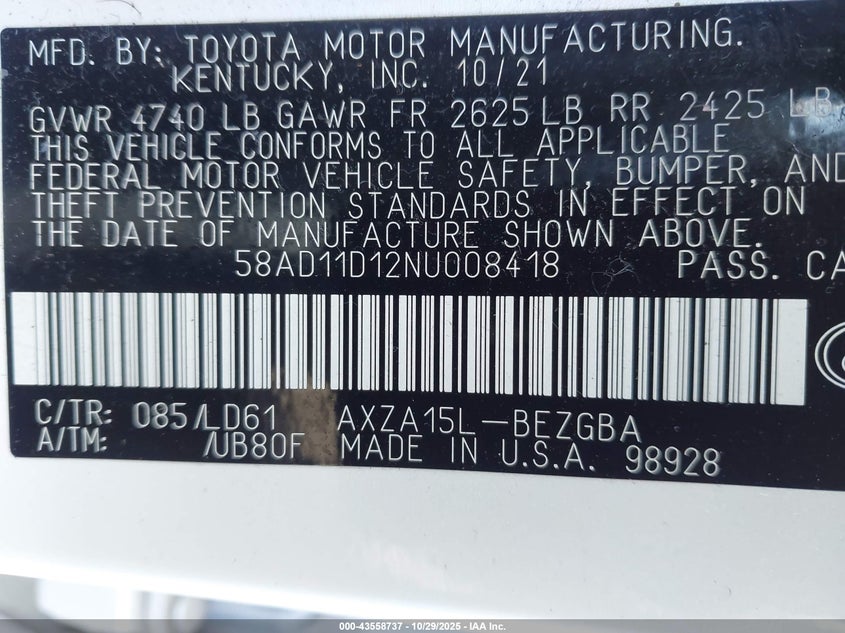 MFD. BY: TOYOTA MOTOR MANUFACTURING.
KENTUCKY, INC. 10/21
GVWR 4740 LB GAWR FR 2625 LB RR 2425 LB
THIS VEHICLE CONFORMS TO ALL APPLICABLE
FEDERAL MOTOR VEHICLE SAFETY, BUMPER, AND
THEFT PREVENTION STANDARDS IN EFFECT ON
THE DATE OF MANUFACTURE SHOWN ABOVE.
58AD11D12NU008418 PASS. CA
C/TR: 085/LD61 AXZA15L-BEZGBA
A/TM: /UB80F MADE IN U.S.A. 98928
000-43558737 - 10/29/2025 - IAA Inc.